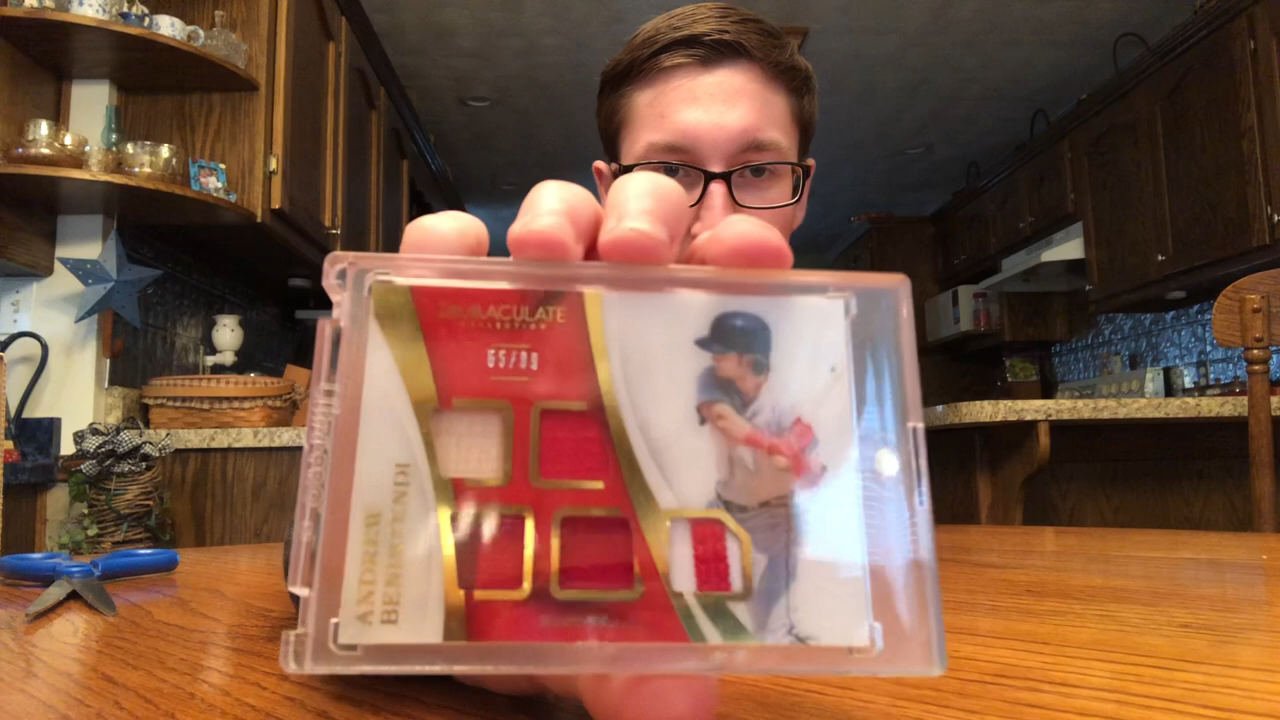 IMMACULATE
COLLECTION
65/99
ANDREW
BENINTENDI